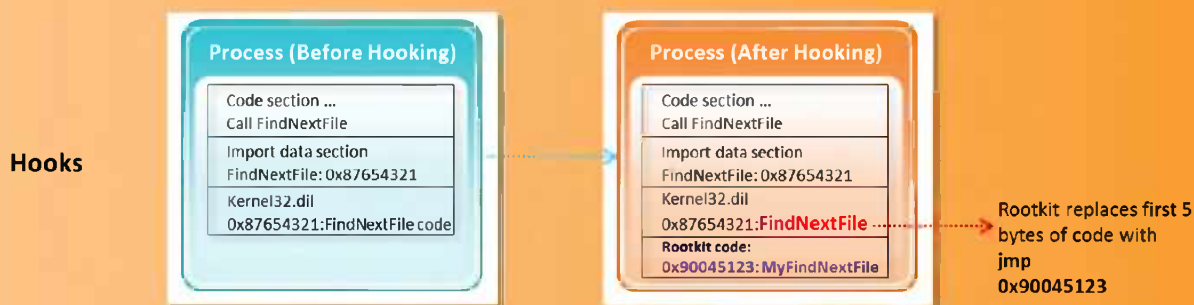 Hooks
Process (Before Hooking)
Code section ...
Call FindNextFile
Import data section
FindNextFile: 0x87654321
Kernel32.dil
0x87654321:FindNextFile code
Process (After Hooking)
Code section ...
Call FindNextFile
Import data section
FindNextFile: 0x87654321
Kernel32.dil
0x87654321:FindNextFile
Rootkit code:
0x90045123: MyFindNextFile
Rootkit replaces first 5
bytes of code with
jmp
0x90045123